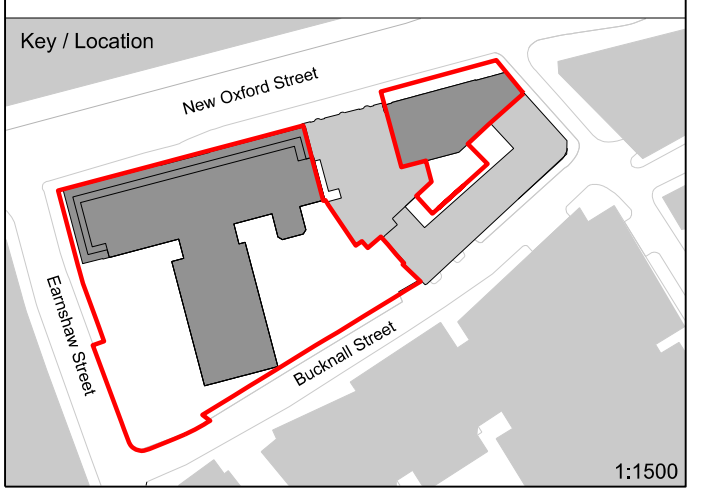 Key / Location
New Oxford Street
Earnshaw Street
Bucknall Street
1:1500